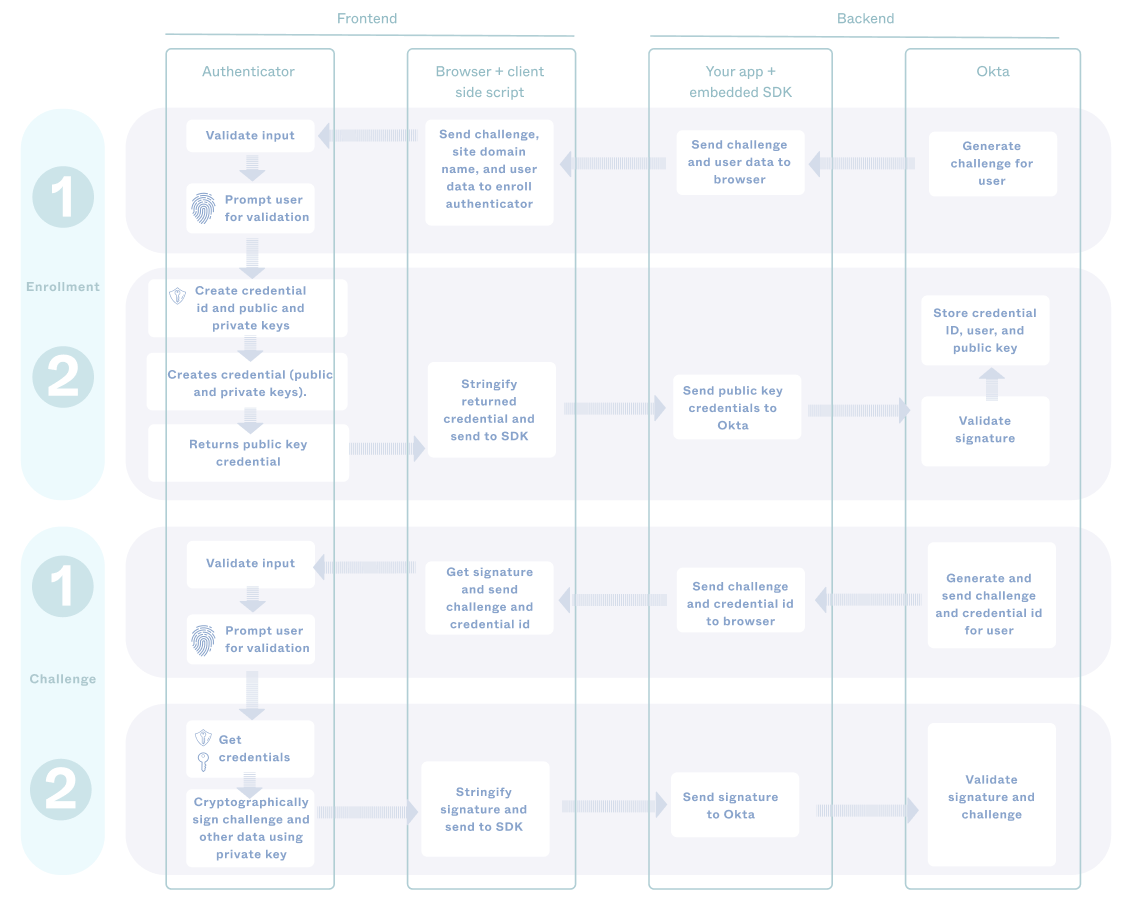 Frontend
Backend
Authenticator
Browser + client
side script
Your app +
embedded SDK
Okta
1
Enrollment
2
Validate input
Send challenge,
site domain
name, and user
data to enroll
authenticator
Send challenge
and user data to
browser
Generate
challenge for
user
Prompt user
for validation
Create credential
id and public and
private keys
Creates credential (public
and private keys).
Returns public key
credential
Stringify
returned
credential and
send to SDK
Send public key
credentials to
Okta
Store credential
ID, user, and
public key
Validate
signature
1
Challenge
2
Validate input
Get signature
and send
challenge and
credential id
Send challenge
and credential id
to browser
Generate and
send challenge
and credential id
for user
Prompt user
for validation
Get
credentials
Cryptographically
sign challenge and
other data using
private key
Stringify
signature and
send to SDK
Send signature
to Okta
Validate
signature and
challenge